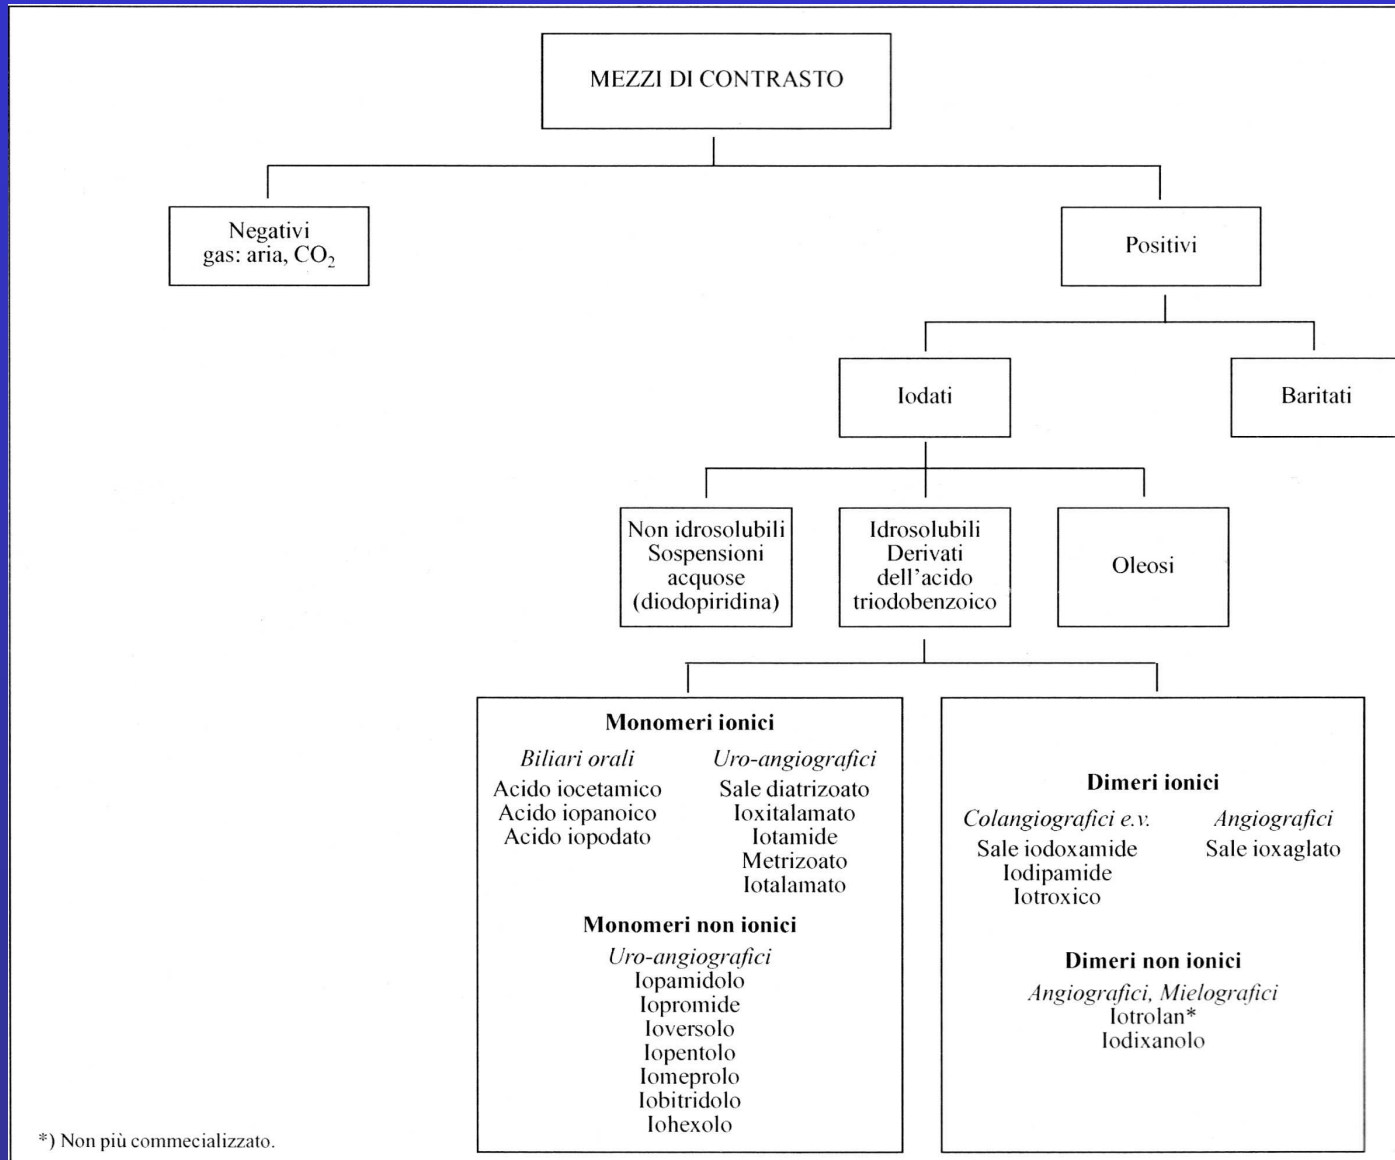 MEZZI DI CONTRASTO
Negativi
gas: aria, CO₂
Positivi
Iodati
Baritati
Non idrosolubili
Sospensioni
acquose
(diodopiridina)
Idrosolubili
Derivati
dell'acido
triodobenzoico
Oleosi
Monomeri ionici
Biliari orali
Acido iocetamico
Acido iopanoico
Acido iopodato
Uro-angiografici
Sale diatrizoato
Ioxitalamato
Iotamide
Metrizoato
Iotalamato
Monomeri non ionici
Uro-angiografici
Iopamidolo
Iopromide
Ioversolo
Iopentolo
Iomeprolo
Iobitridolo
Iohexolo
Dimeri ionici
Colangiografici e.v.
Sale iodoxamide
Iodipamide
Iotroxico
Angiografici
Sale ioxaglato
Dimeri non ionici
Angiografici, Mielografici
Iotrolan*
Iodixanolo
*) Non più commecializzato.